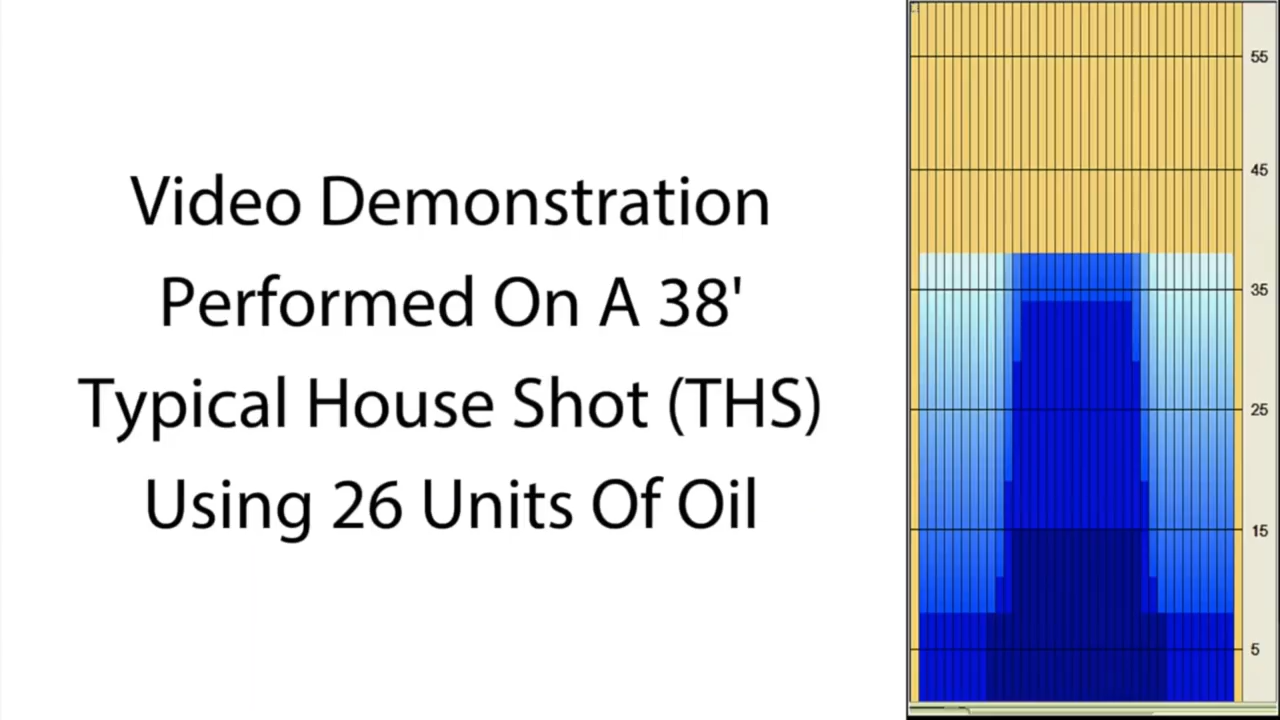 Video Demonstration
Performed On A 38'
Typical House Shot (THS)
Using 26 Units Of Oil
55
45
35
25
15
5